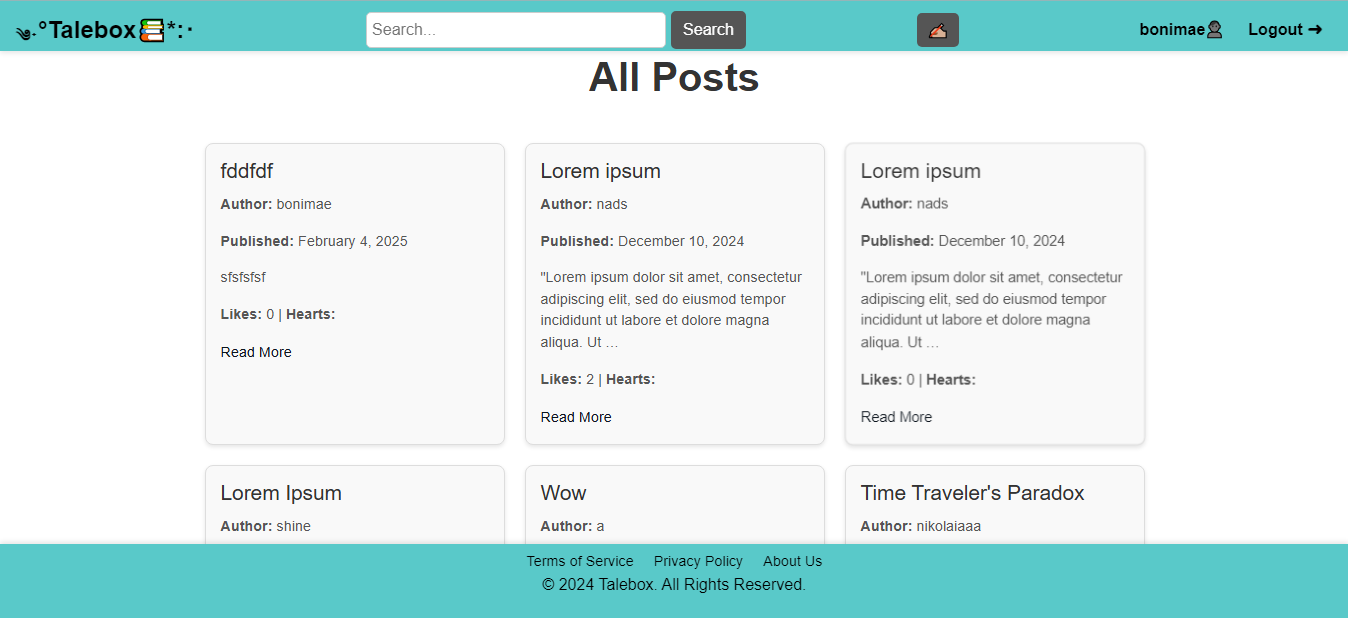 Talebox *:·
Search...
Search
bonimae
Logout ➜
All Posts
fddfdf
Author: bonimae
Published: February 4, 2025
sfsfsfsf
Likes: 0 | Hearts:
Read More
Lorem ipsum
Author: nads
Published: December 10, 2024
"Lorem ipsum dolor sit amet, consectetur
adipiscing elit, sed do eiusmod tempor
incididunt ut labore et dolore magna
aliqua. Ut …
Likes: 2 | Hearts:
Read More
Lorem ipsum
Author: nads
Published: December 10, 2024
"Lorem ipsum dolor sit amet, consectetur
adipiscing elit, sed do eiusmod tempor
incididunt ut labore et dolore magna
aliqua. Ut …
Likes: 0 | Hearts:
Read More
Lorem Ipsum
Author: shine
Wow
Author: a
Time Traveler's Paradox
Author: nikolaiaaa
Terms of Service Privacy Policy About Us
© 2024 Talebox. All Rights Reserved.